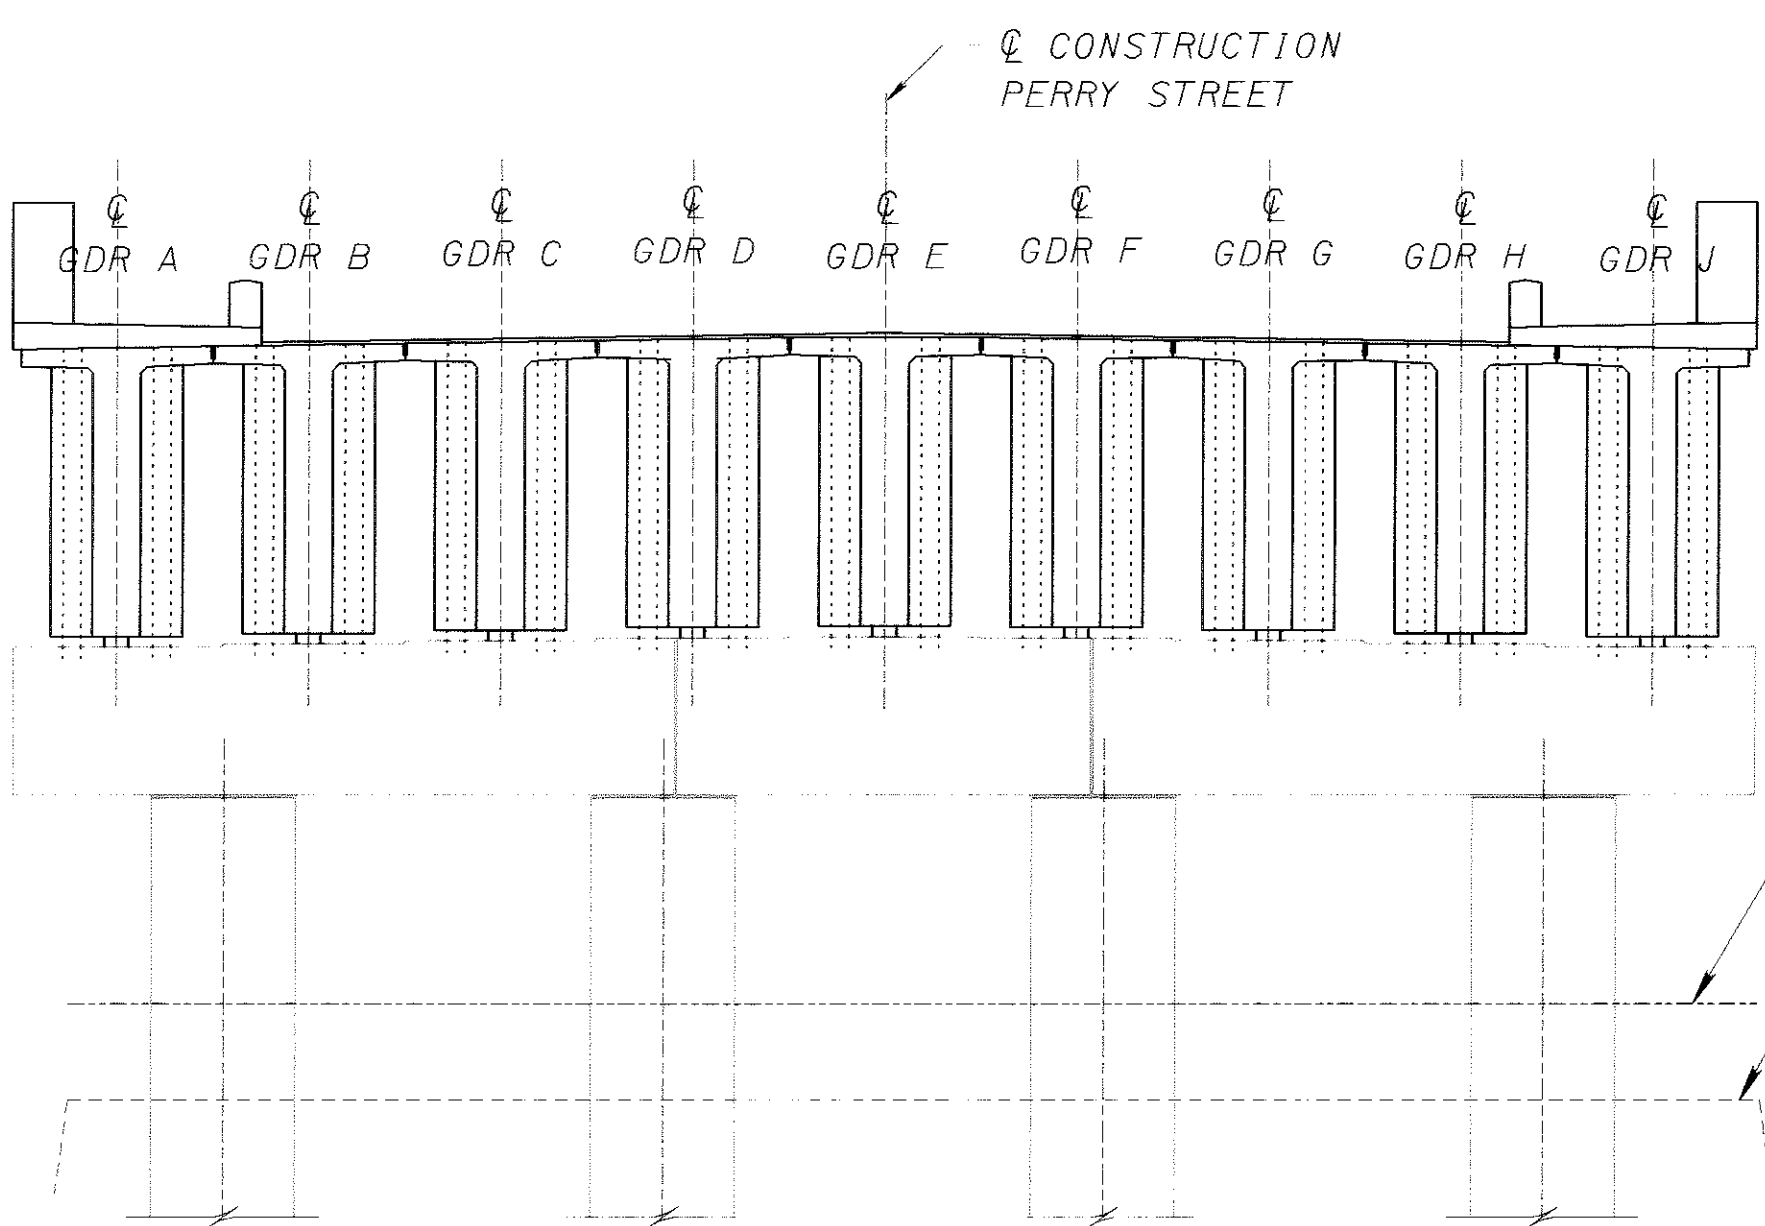 ℄ CONSTRUCTION
PERRY STREET
℄ ℄ ℄ ℄ ℄ ℄ ℄ ℄ ℄
GDR A GDR B GDR C GDR D GDR E GDR F GDR G GDR H GDR J